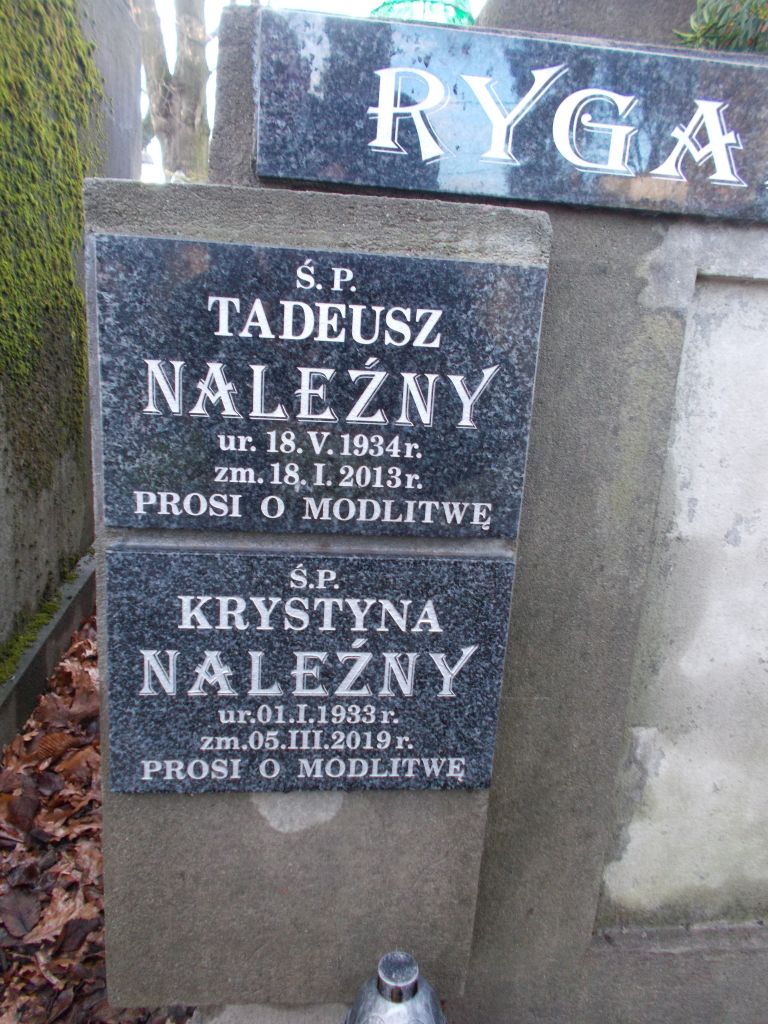 RYGA
Ś. P.
TADEUSZ
NALEŹNY
ur. 18. V. 1934 r.
zm. 18. I. 2013 r.
PROSI O MODLITWĘ
Ś.P.
KRYSTYNA
NALEŹNY
ur.01.I.1933 r.
zm.05.III.2019 r.
PROSI O MODLITWĘ